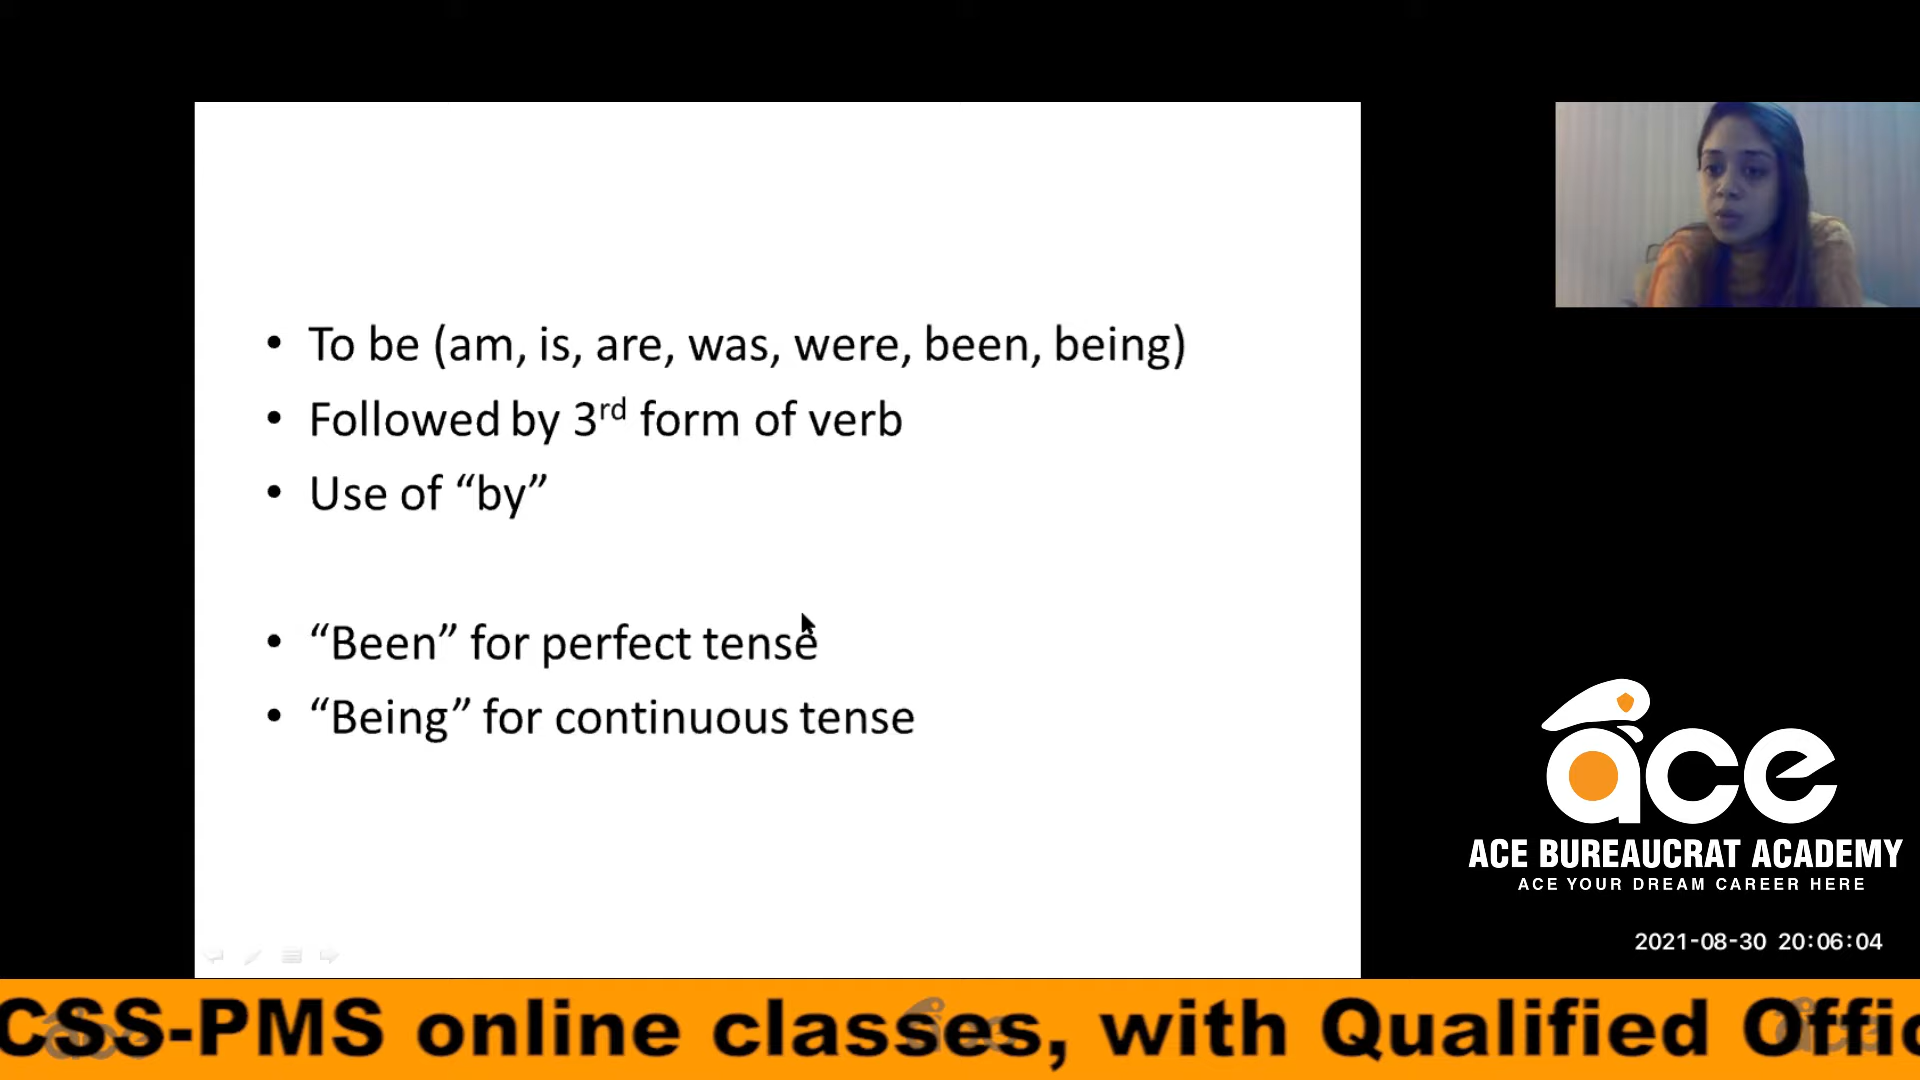 • To be (am, is, are, was, were, been, being)
• Followed by 3rd form of verb
• Use of “by”
• “Been” for perfect tense
• “Being” for continuous tense
ace
ACE BUREAUCRAT ACADEMY
ACE YOUR DREAM CAREER HERE
2021-08-30 20:06:04
CSS-PMS online classes, with Qualified Offic